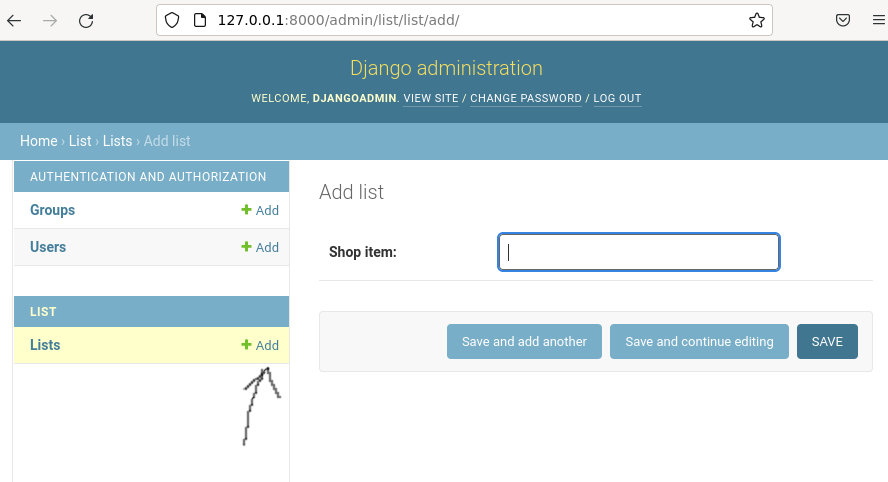 127.0.0.1:8000/admin/list/list/add/
Django administration
WELCOME, DJANGOADMIN. VIEW SITE / CHANGE PASSWORD / LOG OUT
Home › List › Lists › Add list
AUTHENTICATION AND AUTHORIZATION
Groups + Add
Users + Add
LIST
Lists + Add
Add list
Shop item:
Save and add another Save and continue editing SAVE